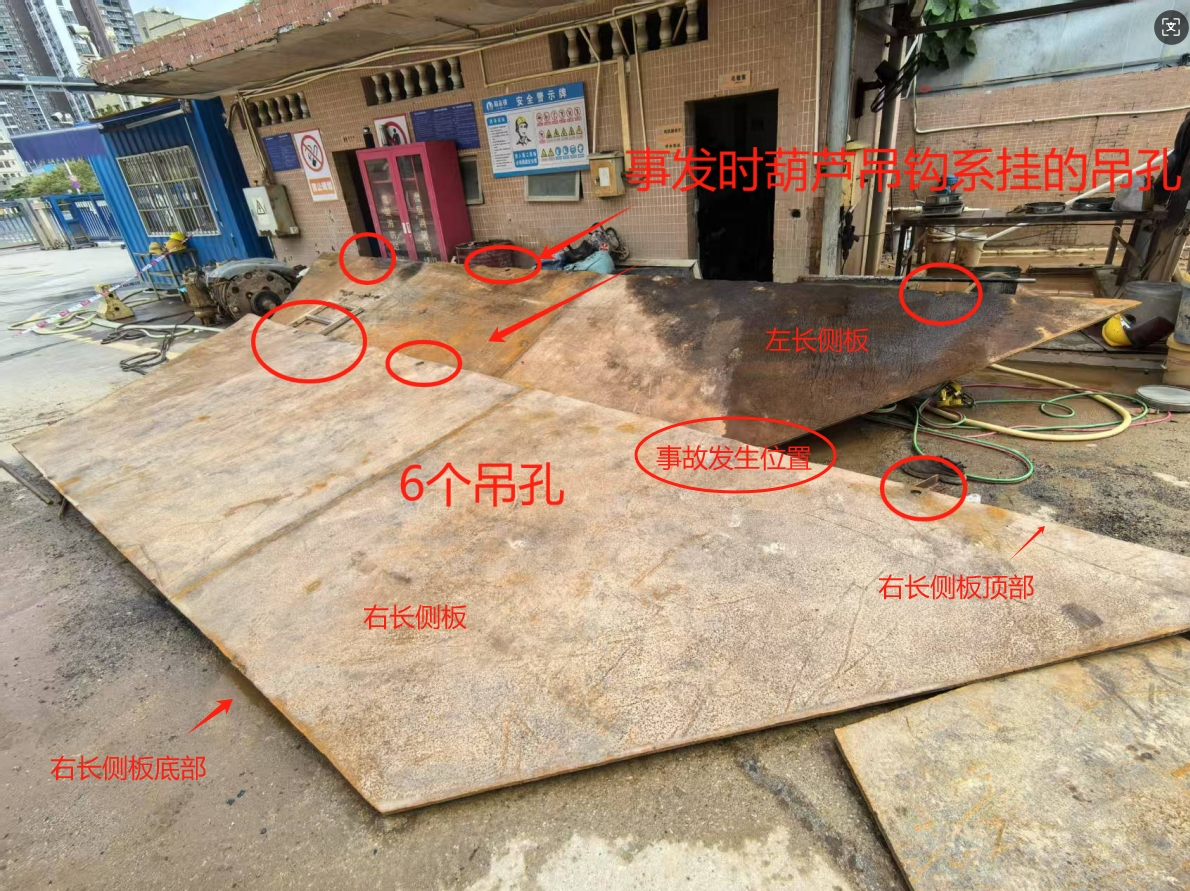 安全警示牌
事发时葫芦吊钩系挂的吊孔
左长侧板
事故发生位置
6个吊孔
右长侧板顶部
右长侧板
右长侧板底部